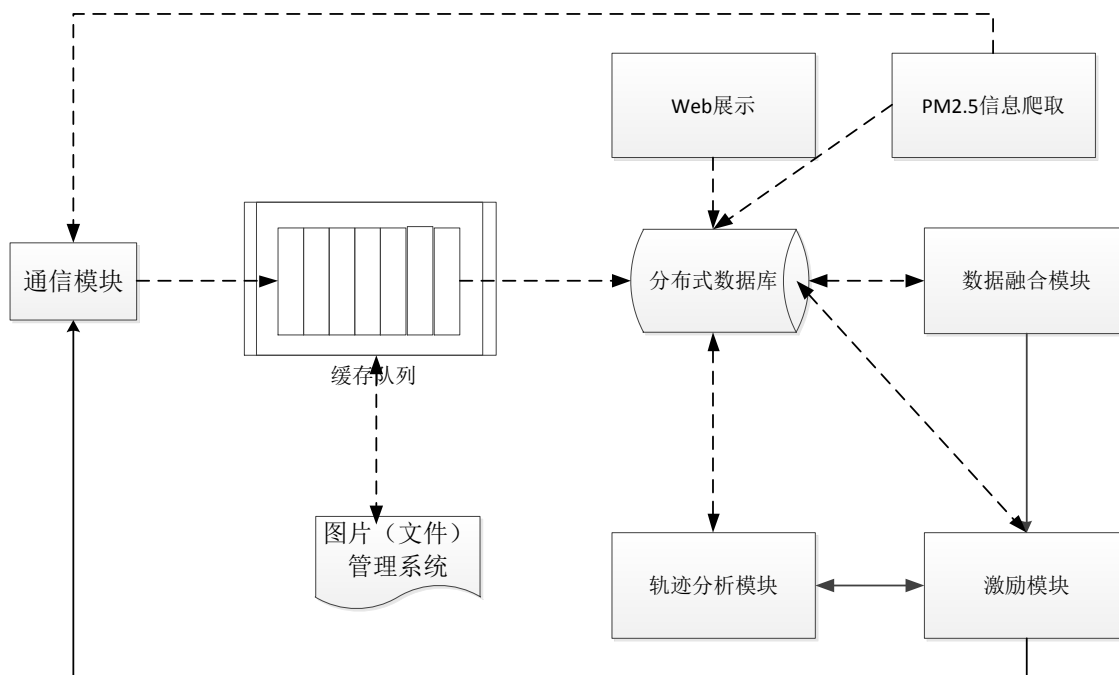 Web展示
PM2.5信息爬取
通信模块
分布式数据库
数据融合模块
缓存队列
图片（文件）
管理系统
轨迹分析模块
激励模块